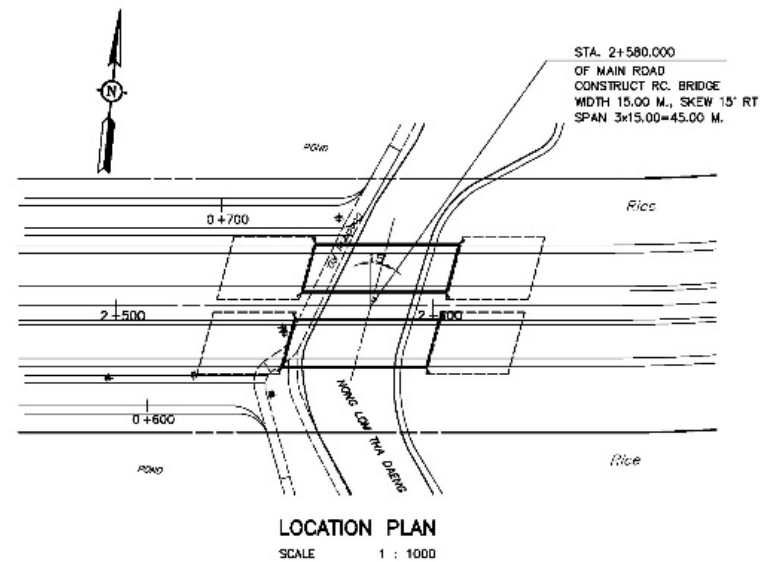 N
STA. 2+580.000
OF MAIN ROAD
CONSTRUCT RC. BRIDGE
WIDTH 15.00 M., SKEW 15° RT
SPAN 3x15.00=45.00 M.
POND
Rice
0+700
2+500
2+600
0+600
NONG LOM THA DAENG
POND
Rice
LOCATION PLAN
SCALE 1 : 1000